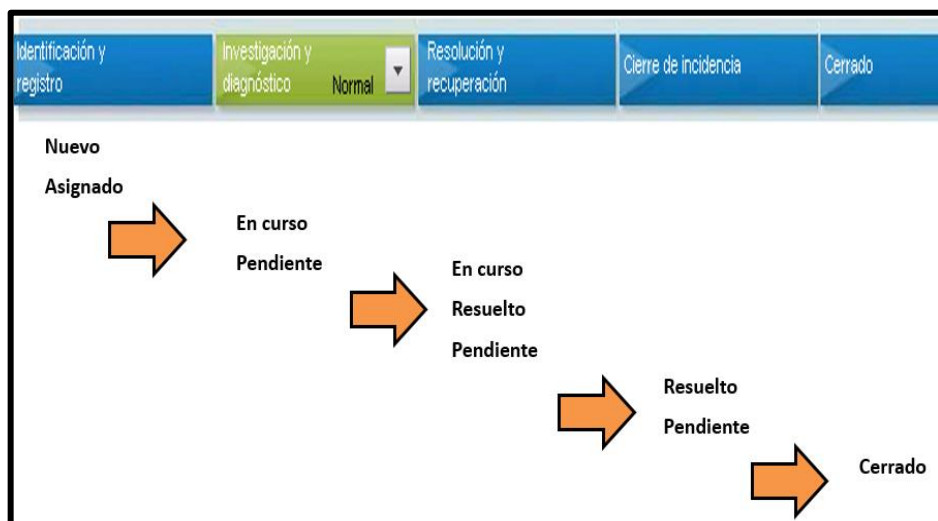 Identificación y
registro
Investigación y
diagnóstico Normal
Resolución y
recuperación
Cierre de incidencia
Cerrado
Nuevo
Asignado
En curso
Pendiente
En curso
Resuelto
Pendiente
Resuelto
Pendiente
Cerrado